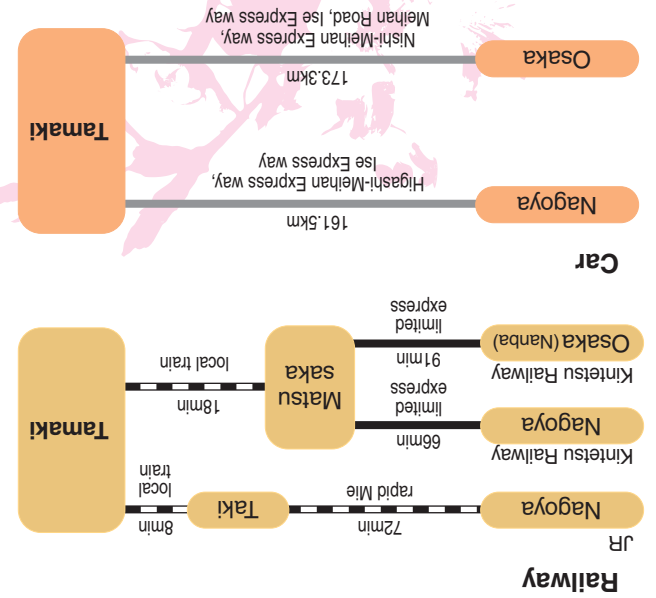 Railway
JR
Nagoya
72min
rapid Mie
Taki
8min
local
train
Kintetsu Railway
Nagoya
66min
limited
express
Kintetsu Railway
Osaka (Nanba)
91min
limited
express
Matsu
saka
18min
local train
Tamaki
Car
Nagoya
161.5km
Higashi-Meihan Express way,
Ise Express way
Osaka
173.3km
Nishi-Meihan Express way,
Meihan Road, Ise Express way
Tamaki